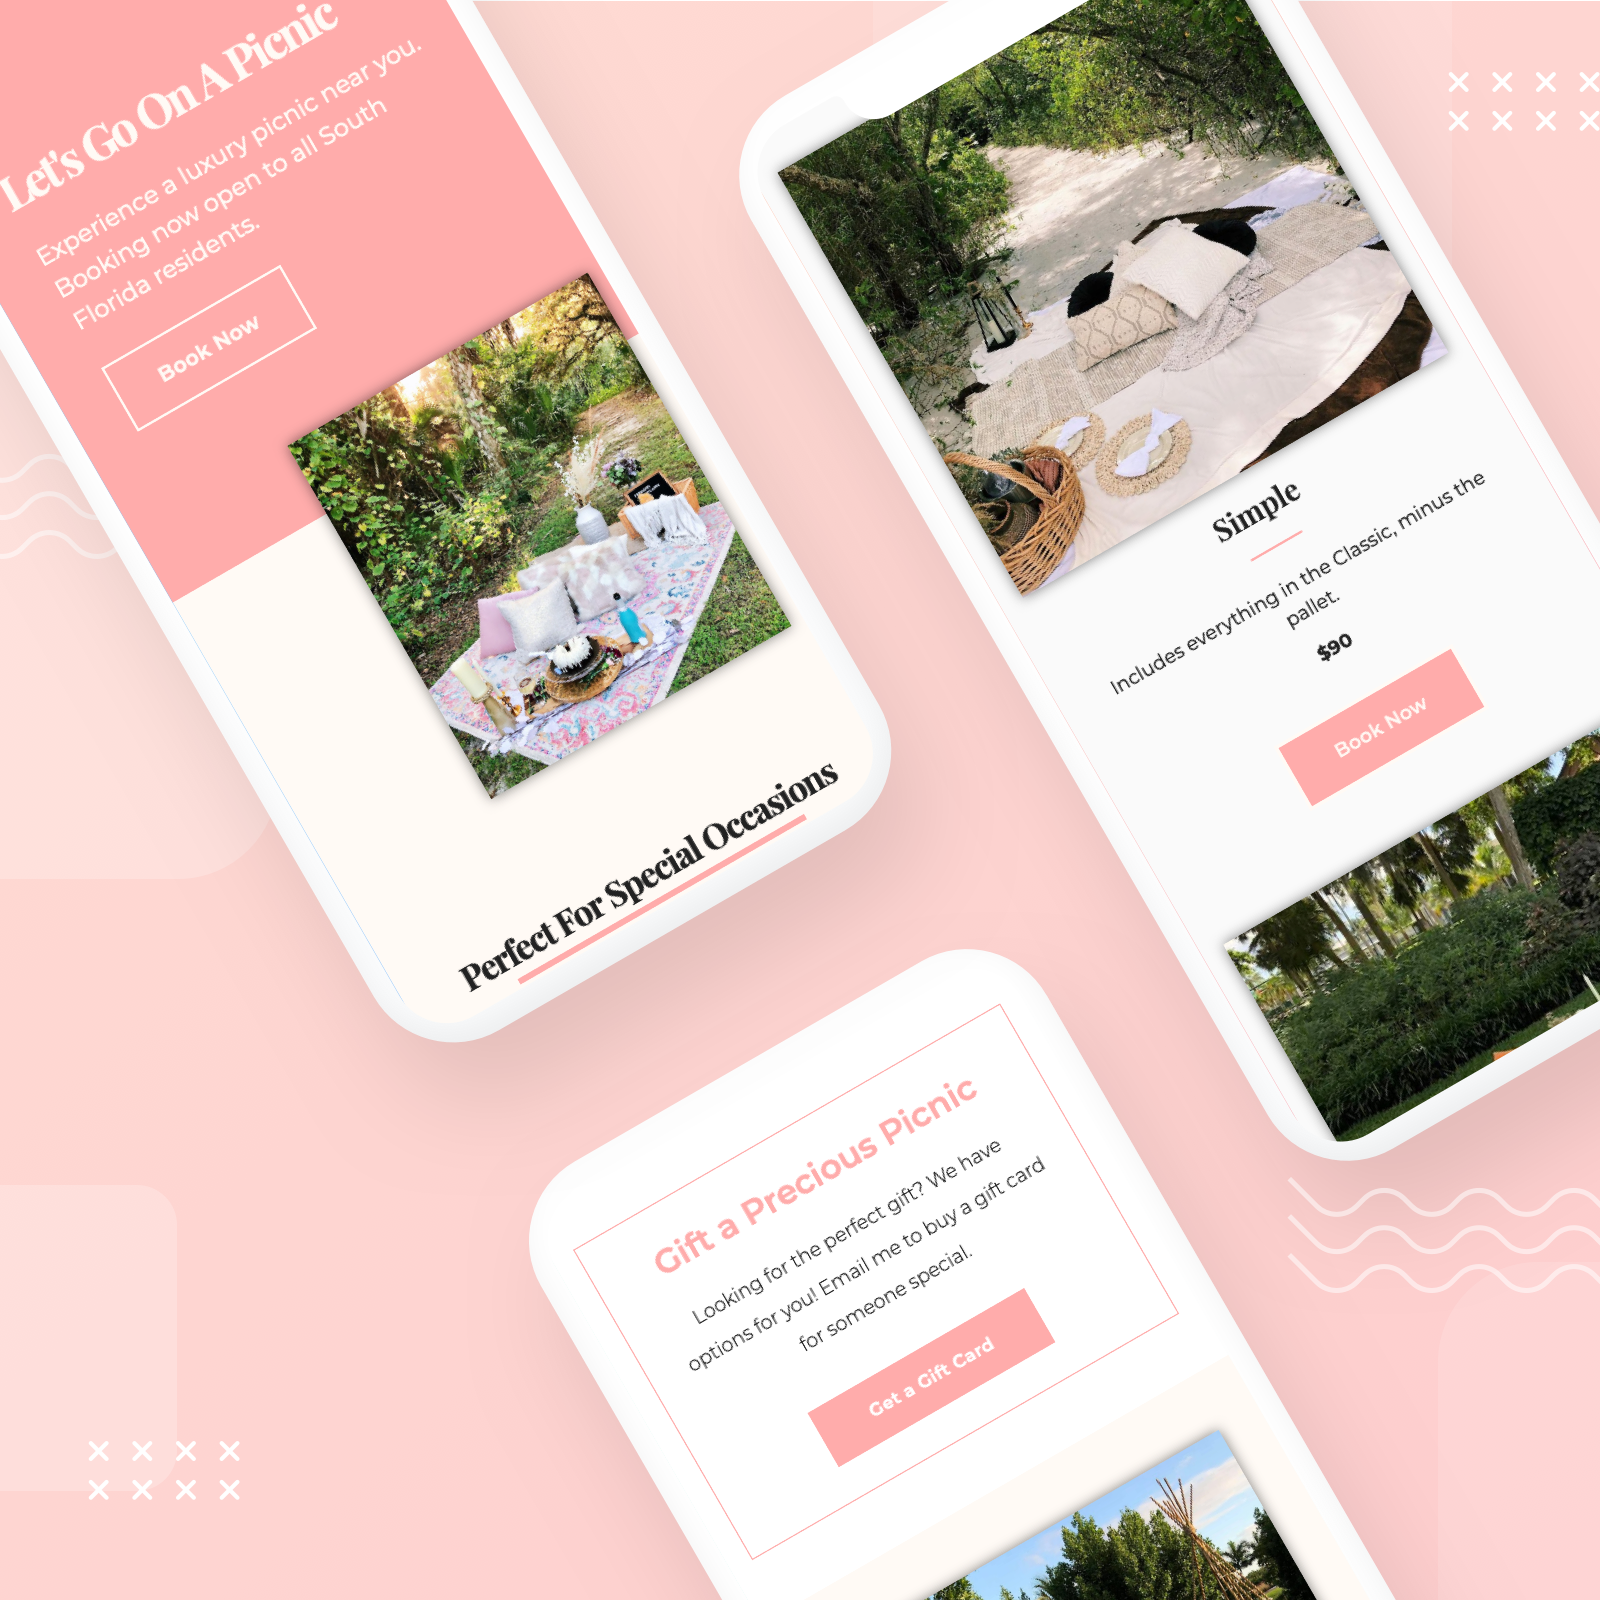 Let's Go On A Picnic
Experience a luxury picnic near you.
Booking now open to all South
Florida residents.
Book Now
Perfect For Special Occasions
Simple
Includes everything in the Classic, minus the
pallet.
$90
Book Now
Gift a Precious Picnic
Looking for the perfect gift? We have
options for you! Email me to buy a gift card
for someone special.
Get a Gift Card